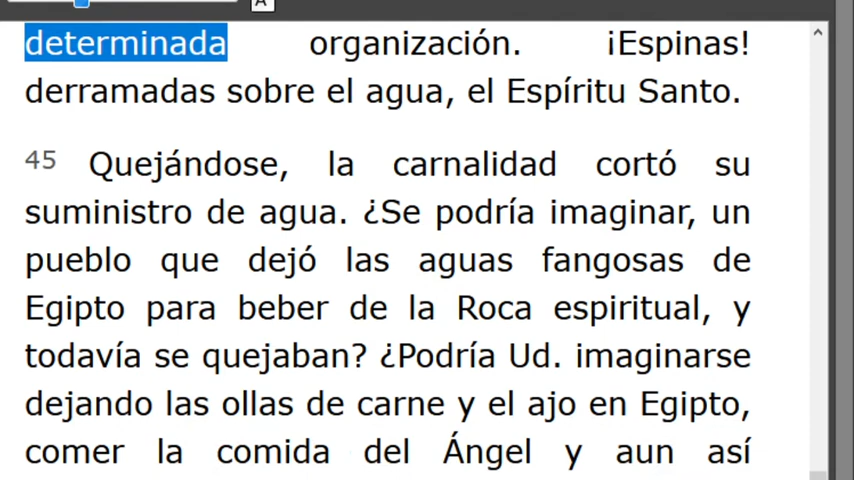 A
determinada organización. ¡Espinas!
derramadas sobre el agua, el Espíritu Santo.
45 Quejándose, la carnalidad cortó su
suministro de agua. ¿Se podría imaginar, un
pueblo que dejó las aguas fangosas de
Egipto para beber de la Roca espiritual, y
todavía se quejaban? ¿Podría Ud. imaginarse
dejando las ollas de carne y el ajo en Egipto,
comer la comida del Ángel y aun así